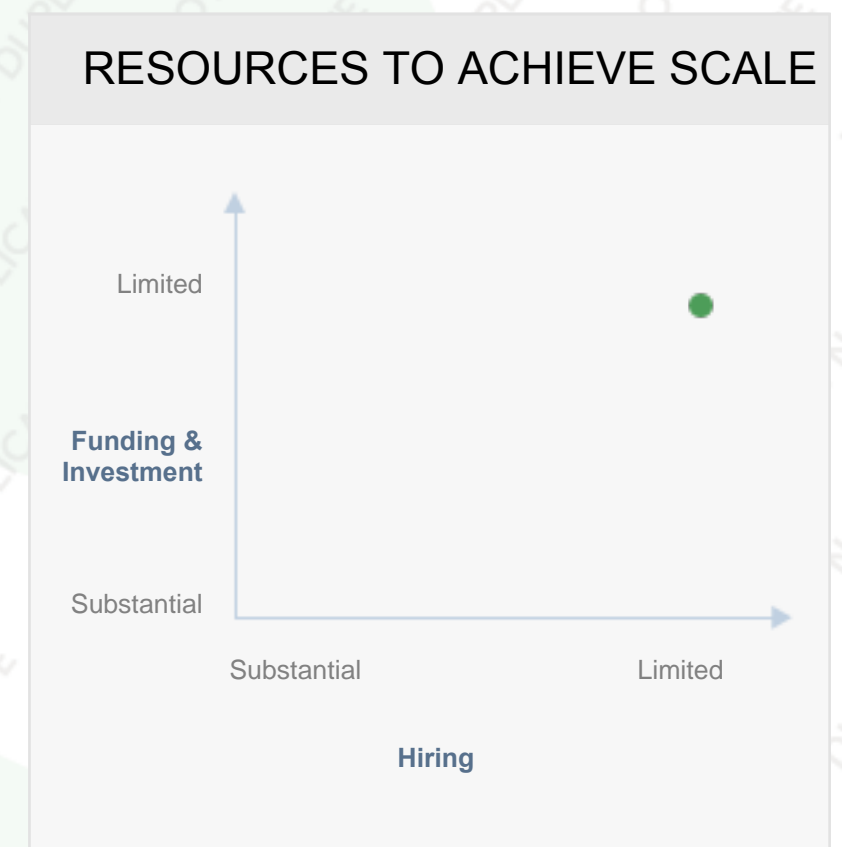 RESOURCES TO ACHIEVE SCALE
Limited
Funding &
Investment
Substantial
Substantial Limited
Hiring